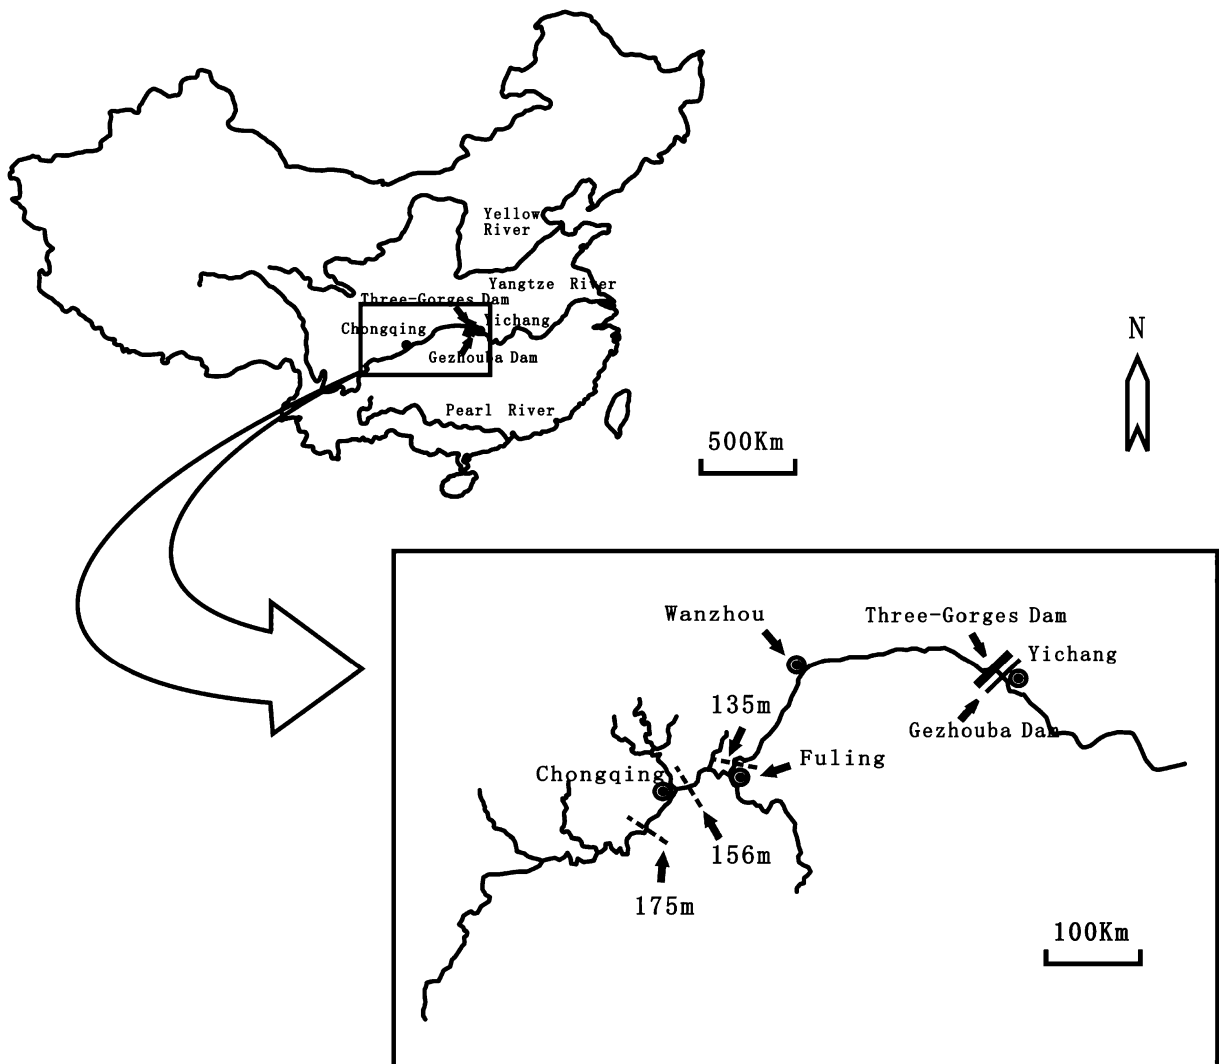 Yellow
River
Yangtze River
Three-Gorges Dam
Yichang
Chongqing
Gezhouba Dam
N
Pearl River
500Km
Wanzhou
Three-Gorges Dam
Yichang
135m
Gezhouba Dam
Fuling
Chongqing
156m
175m
100Km